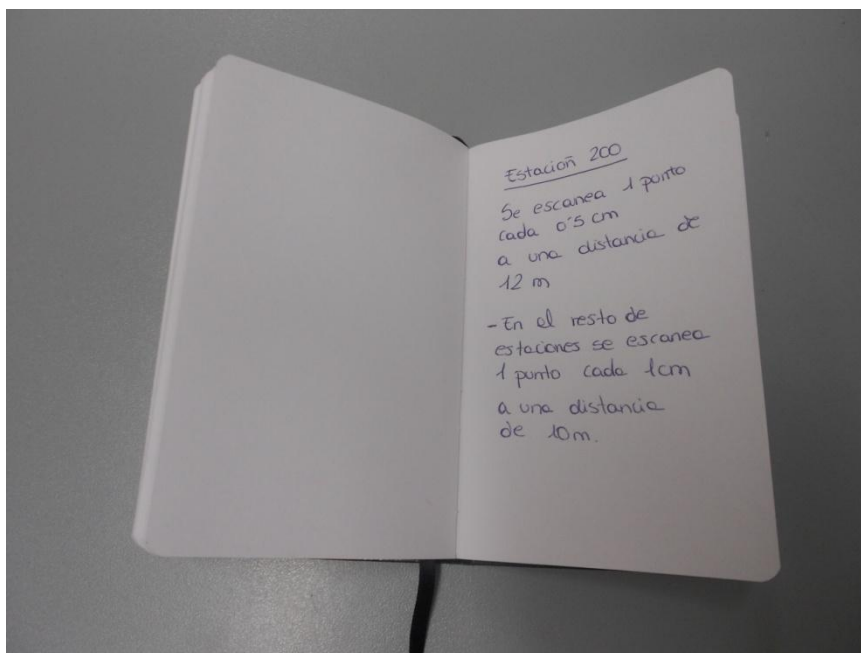 Estación 200
Se escanea 1 punto
cada 0'5 cm
a una distancia de
12 m
- En el resto de
estaciones se escanea
1 punto cada 1cm
a una distancia
de 10m.